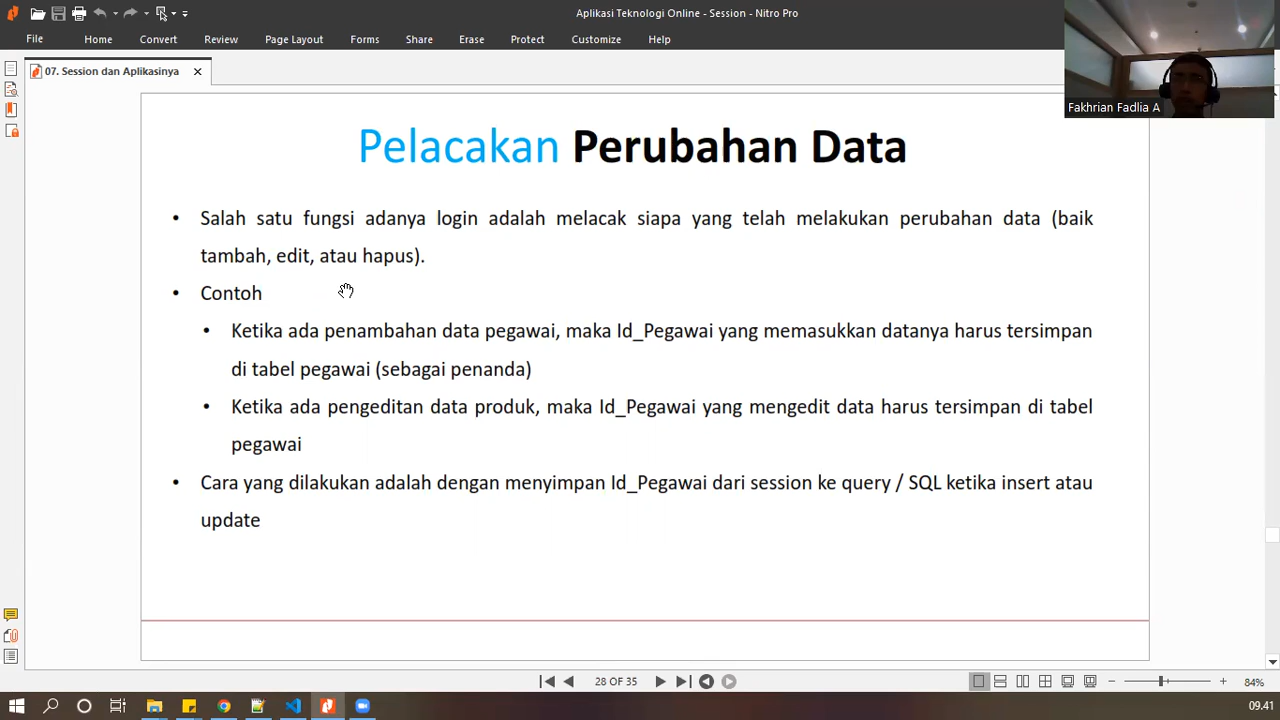 Aplikasi Teknologi Online - Session - Nitro Pro
File Home Convert Review Page Layout Forms Share Erase Protect Customize Help
07. Session dan Aplikasinya
Fakhrian Fadlia A
Pelacakan Perubahan Data
• Salah satu fungsi adanya login adalah melacak siapa yang telah melakukan perubahan data (baik
tambah, edit, atau hapus).
• Contoh
• Ketika ada penambahan data pegawai, maka Id_Pegawai yang memasukkan datanya harus tersimpan
di tabel pegawai (sebagai penanda)
• Ketika ada pengeditan data produk, maka Id_Pegawai yang mengedit data harus tersimpan di tabel
pegawai
• Cara yang dilakukan adalah dengan menyimpan Id_Pegawai dari session ke query / SQL ketika insert atau
update
28 OF 35
84%
09.41